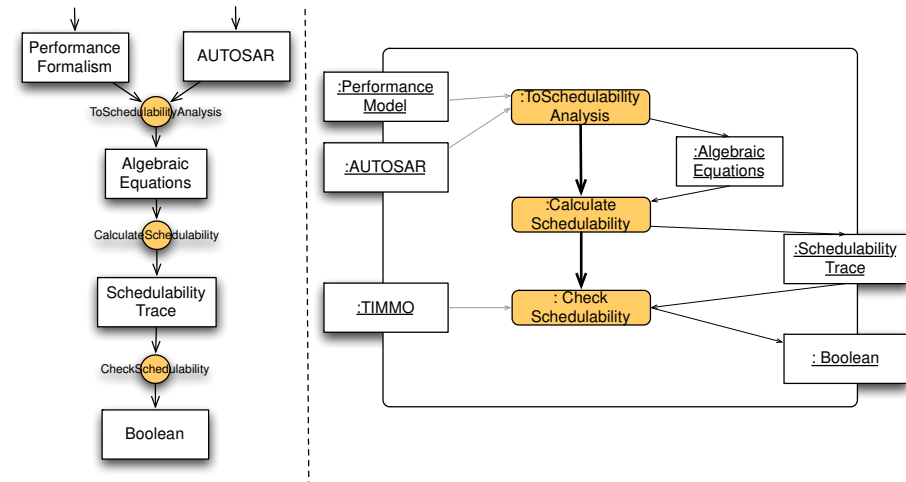 Performance
Formalism
AUTOSAR
ToSchedulabilityAnalysis
Algebraic
Equations
CalculateSchedulability
Schedulability
Trace
CheckSchedulability
Boolean
:Performance
Model
:AUTOSAR
:TIMMO
:ToSchedulability
Analysis
:Algebraic
Equations
:Calculate
Schedulability
:Schedulability
Trace
: Check
Schedulability
: Boolean